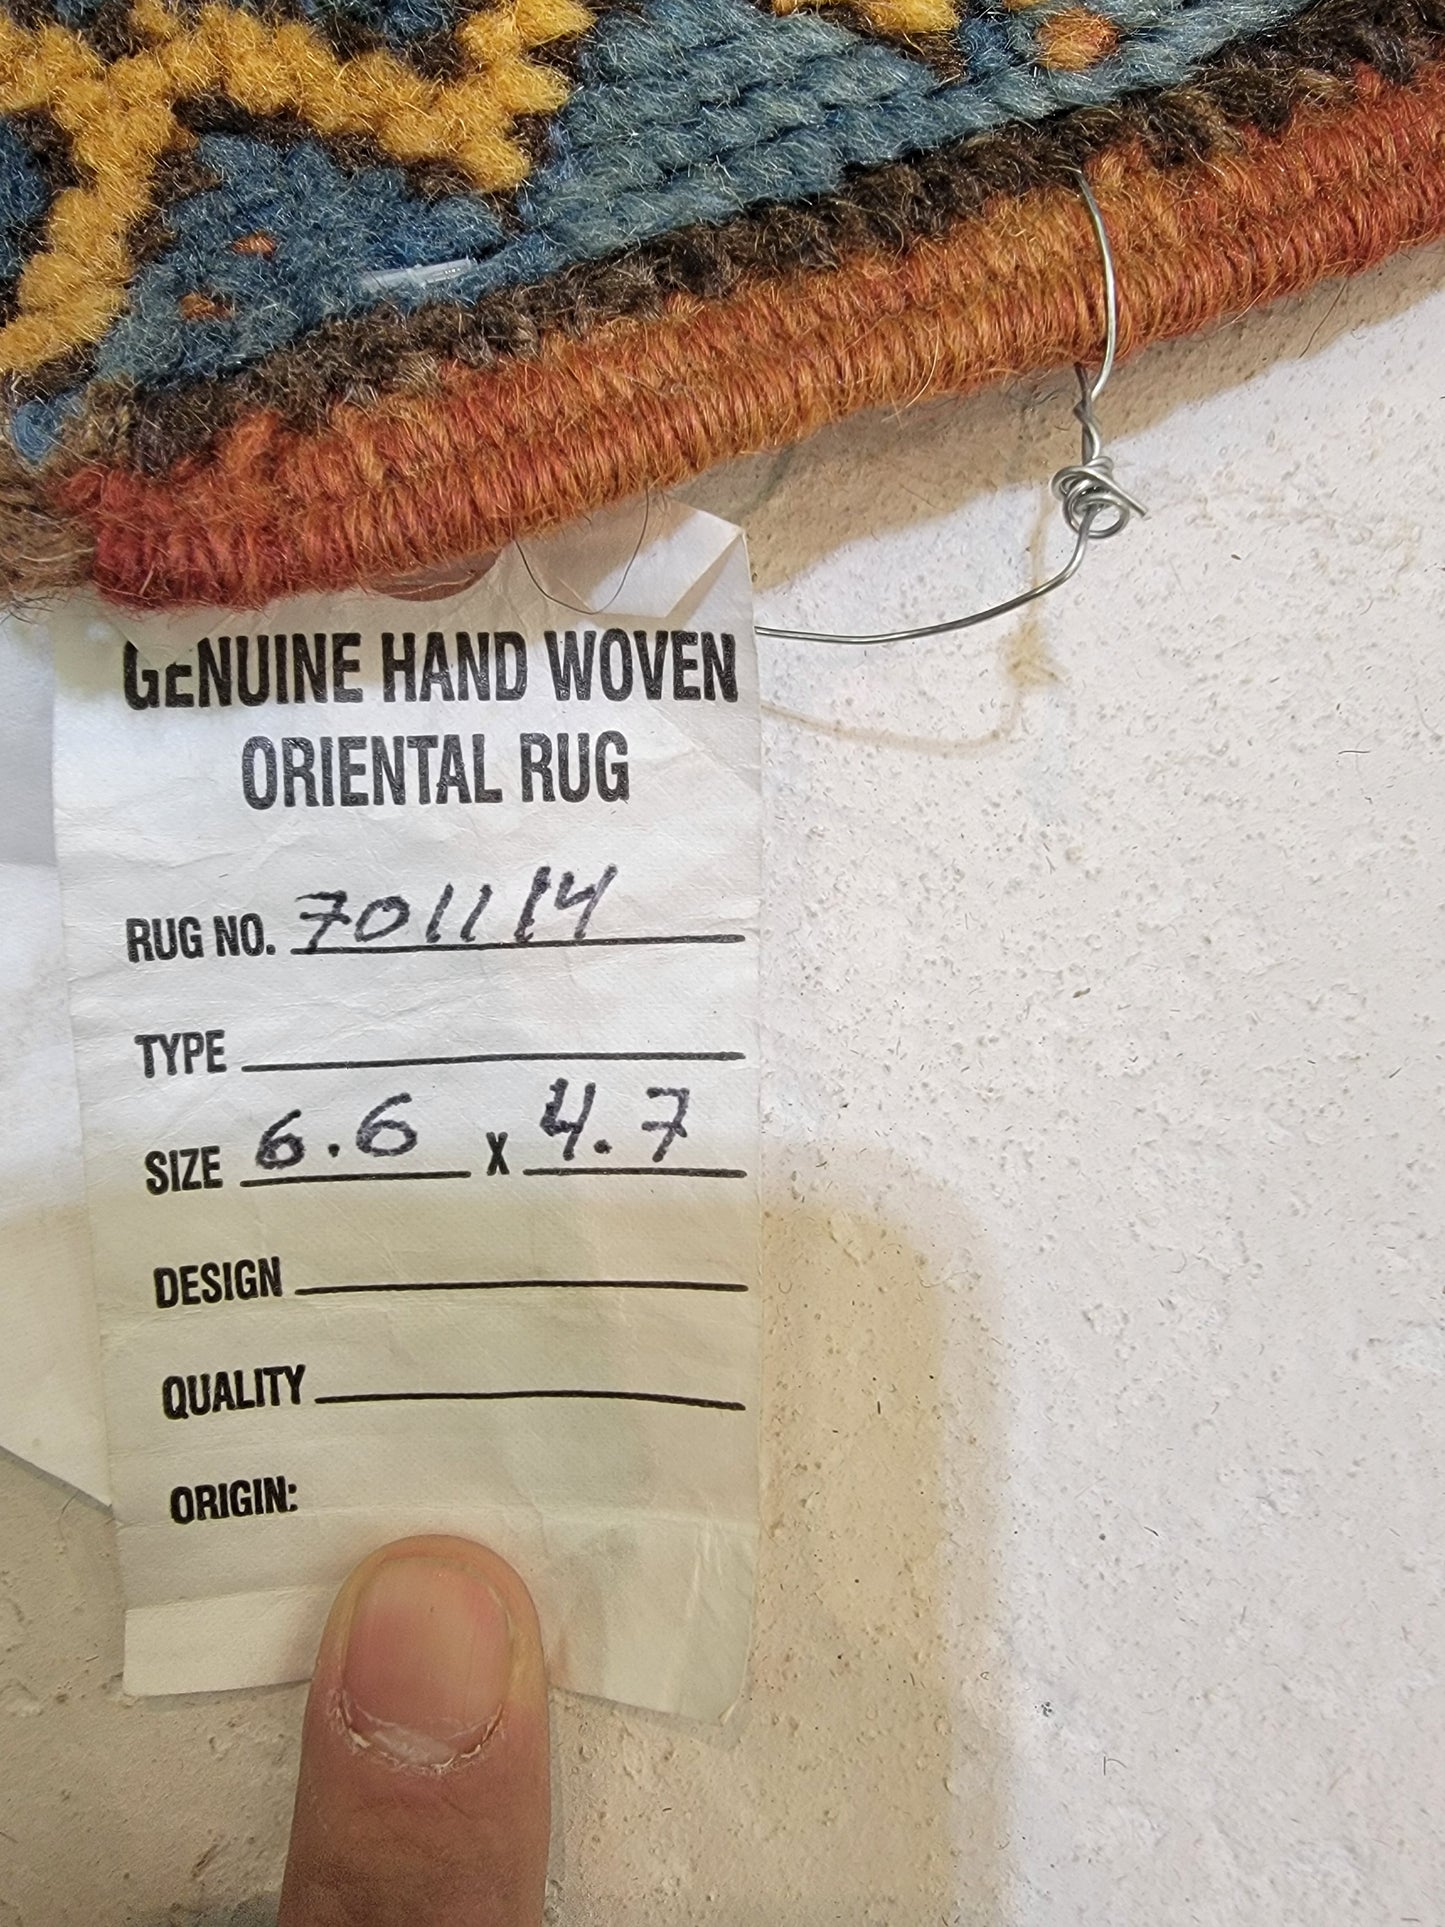 GENUINE HAND WOVEN
ORIENTAL RUG
RUG NO. 701114
TYPE
SIZE 6.6 X 4.7
DESIGN
QUALITY
ORIGIN: